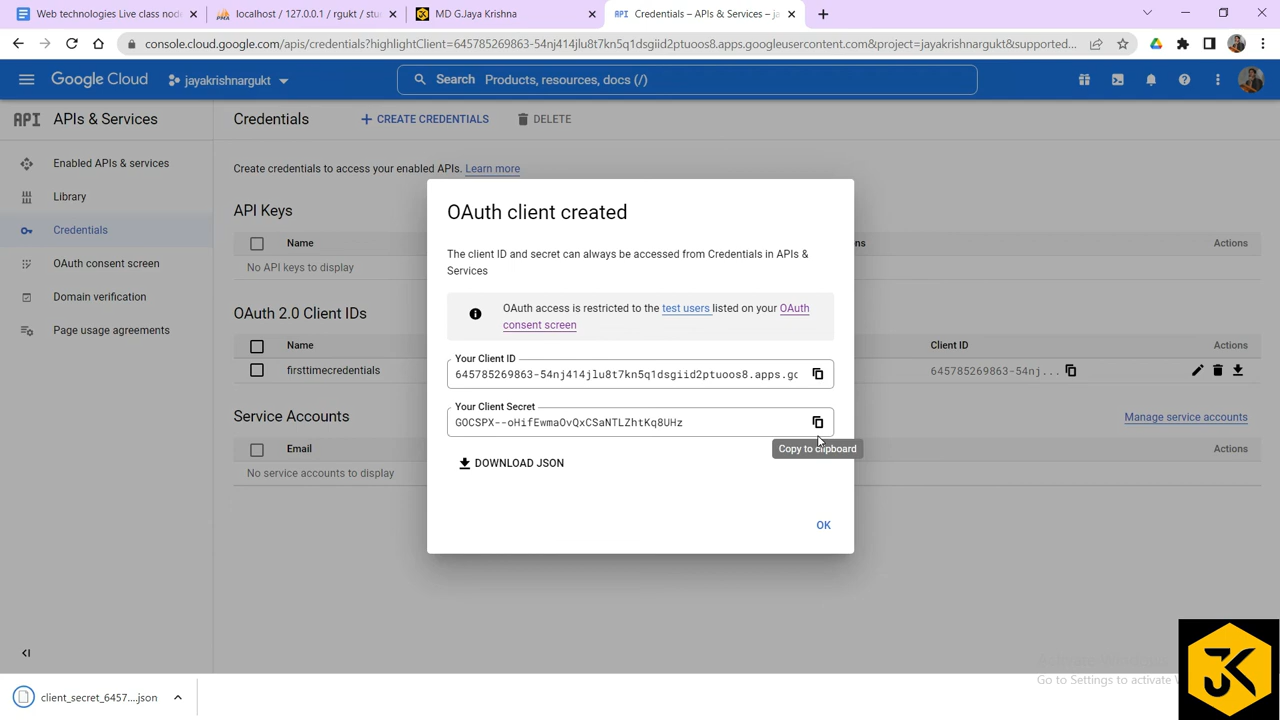 Web technologies Live class no
localhost / 127.0.0.1 / rgukt / stu
MD G.Jaya Krishna
Credentials – APIs & Services – ja
console.cloud.google.com/apis/credentials?highlightClient=645785269863-54nj414jlu8t7kn5q1dsgiid2ptuoos8.apps.googleusercontent.com&project=jayakrishnargukt&supported...
Google Cloud
jayakrishnargukt
Search Products, resources, docs (/)
API APIs & Services
Credentials
+ CREATE CREDENTIALS
DELETE
Enabled APIs & services
Library
Credentials
OAuth consent screen
Domain verification
Page usage agreements
Create credentials to access your enabled APIs. Learn more
API Keys
Name
Actions
No API keys to display
OAuth 2.0 Client IDs
Name
Client ID
Actions
firsttimecredentials
645785269863-54nj...
Service Accounts
Manage service accounts
Email
Actions
No service accounts to display
OAuth client created
The client ID and secret can always be accessed from Credentials in APIs &
Services
OAuth access is restricted to the test users listed on your OAuth
consent screen
Your Client ID
645785269863-54nj414jlu8t7kn5q1dsgiid2ptuoos8.apps.gc
Your Client Secret
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
Copy to clipboard
DOWNLOAD JSON
OK
Go to Settings to activate
client_secret_6457....json
JK